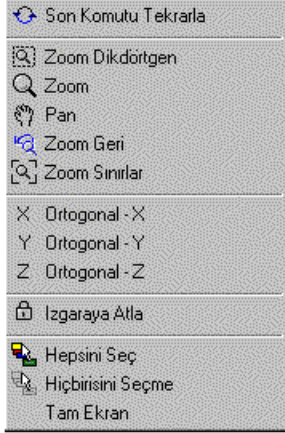 Son Komutu Tekrarla
Zoom Dikdörtgen
Zoom
Pan
Zoom Geri
Zoom Sınırlar
X Ortogonal - X
Y Ortogonal - Y
Z Ortogonal - Z
Izgaraya Atla
Hepsini Seç
Hiçbirisini Seçme
Tam Ekran